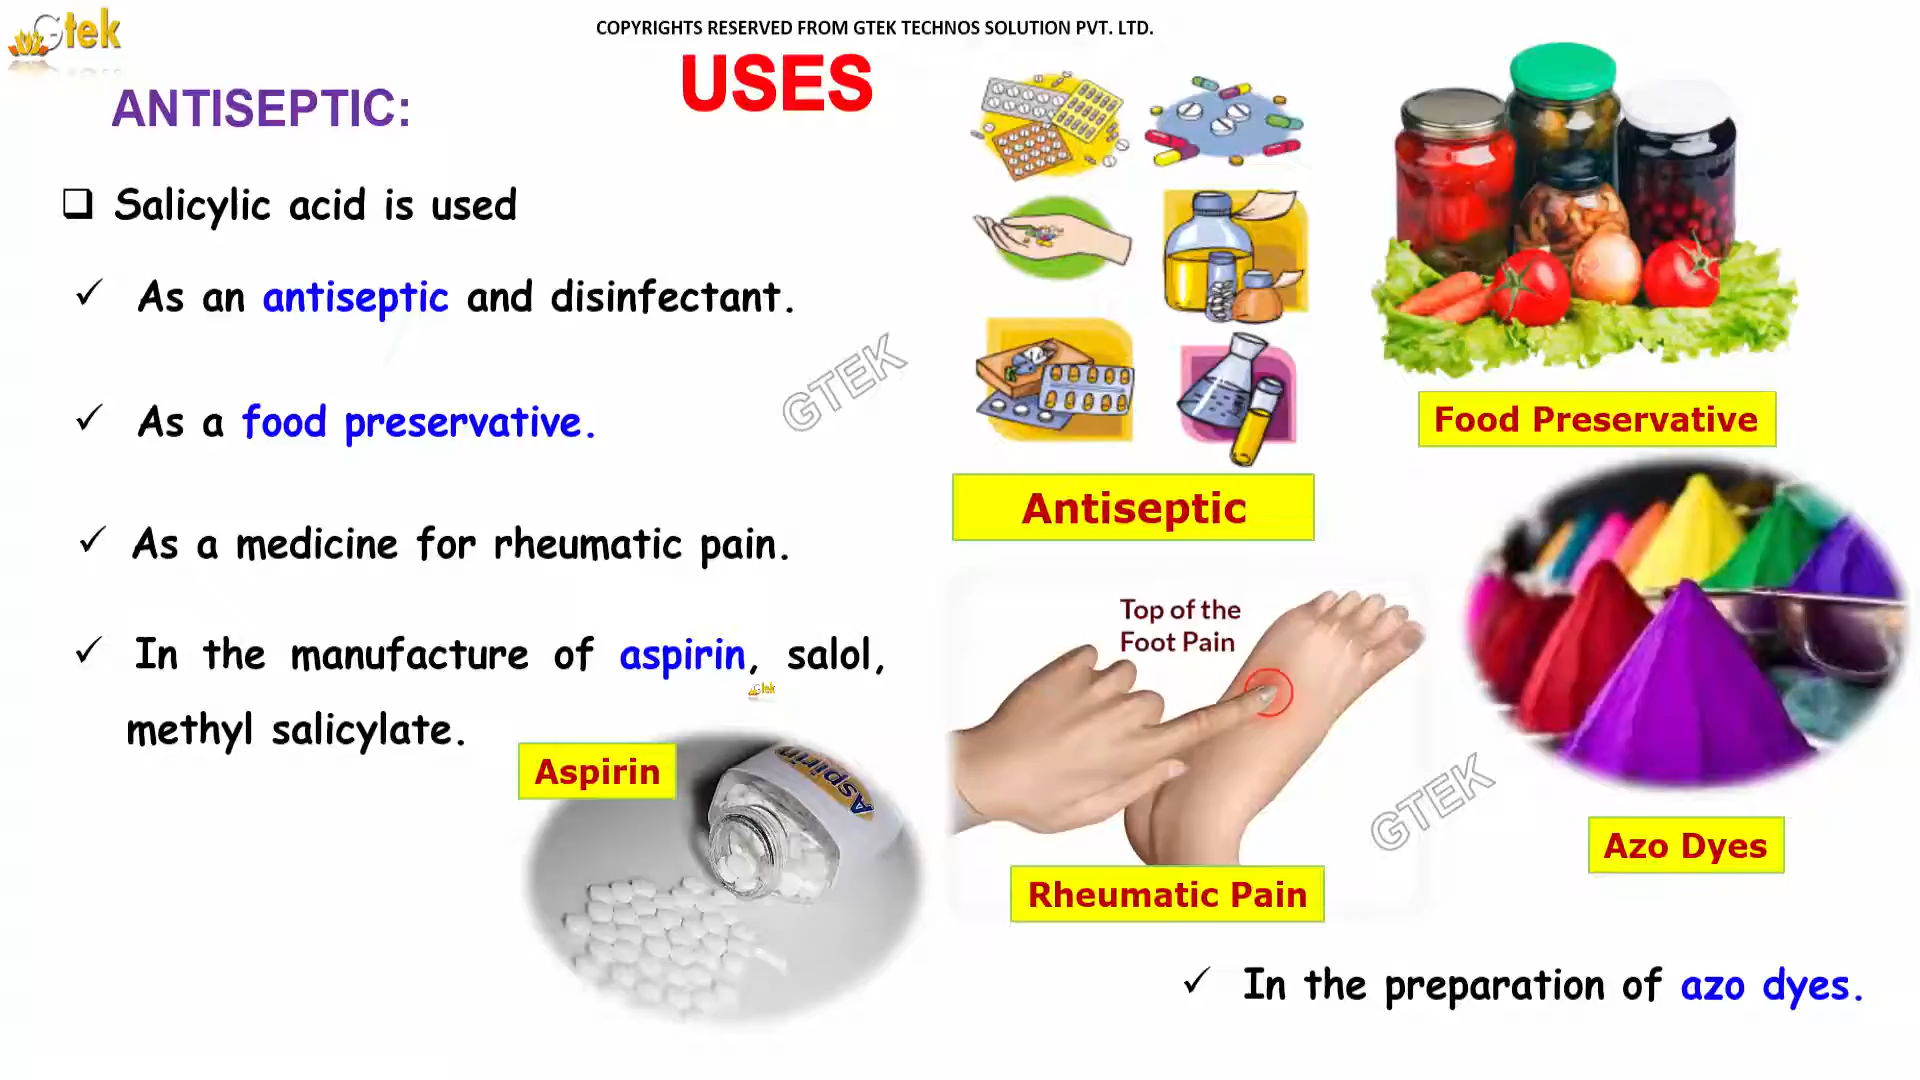 Gtek
COPYRIGHTS RESERVED FROM GTEK TECHNOS SOLUTION PVT. LTD.
USES
ANTISEPTIC:
❑ Salicylic acid is used
✓ As an antiseptic and disinfectant.
✓ As a food preservative.
✓ As a medicine for rheumatic pain.
✓ In the manufacture of aspirin, salol,
methyl salicylate.
Gtek
Aspirin
Aspirin
GTEK
Antiseptic
Food Preservative
Top of the
Foot Pain
Rheumatic Pain
GTEK
Azo Dyes
✓ In the preparation of azo dyes.